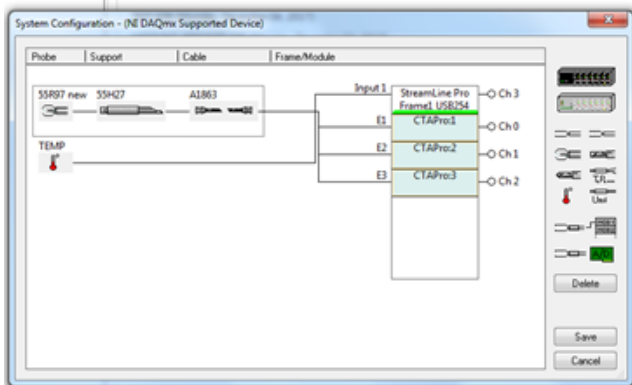 System Configuration - (NI DAQmx Supported Device)
Probe Support Cable Frame/Module
55R97 new 55H27 A1863
Input 1 StreamLine Pro Ch 3
Frame1 USB254
E1 CTAPro:1 Ch 0
TEMP
E2 CTAPro:2 Ch 1
E3 CTAPro:3 Ch 2
Delete
Save
Cancel